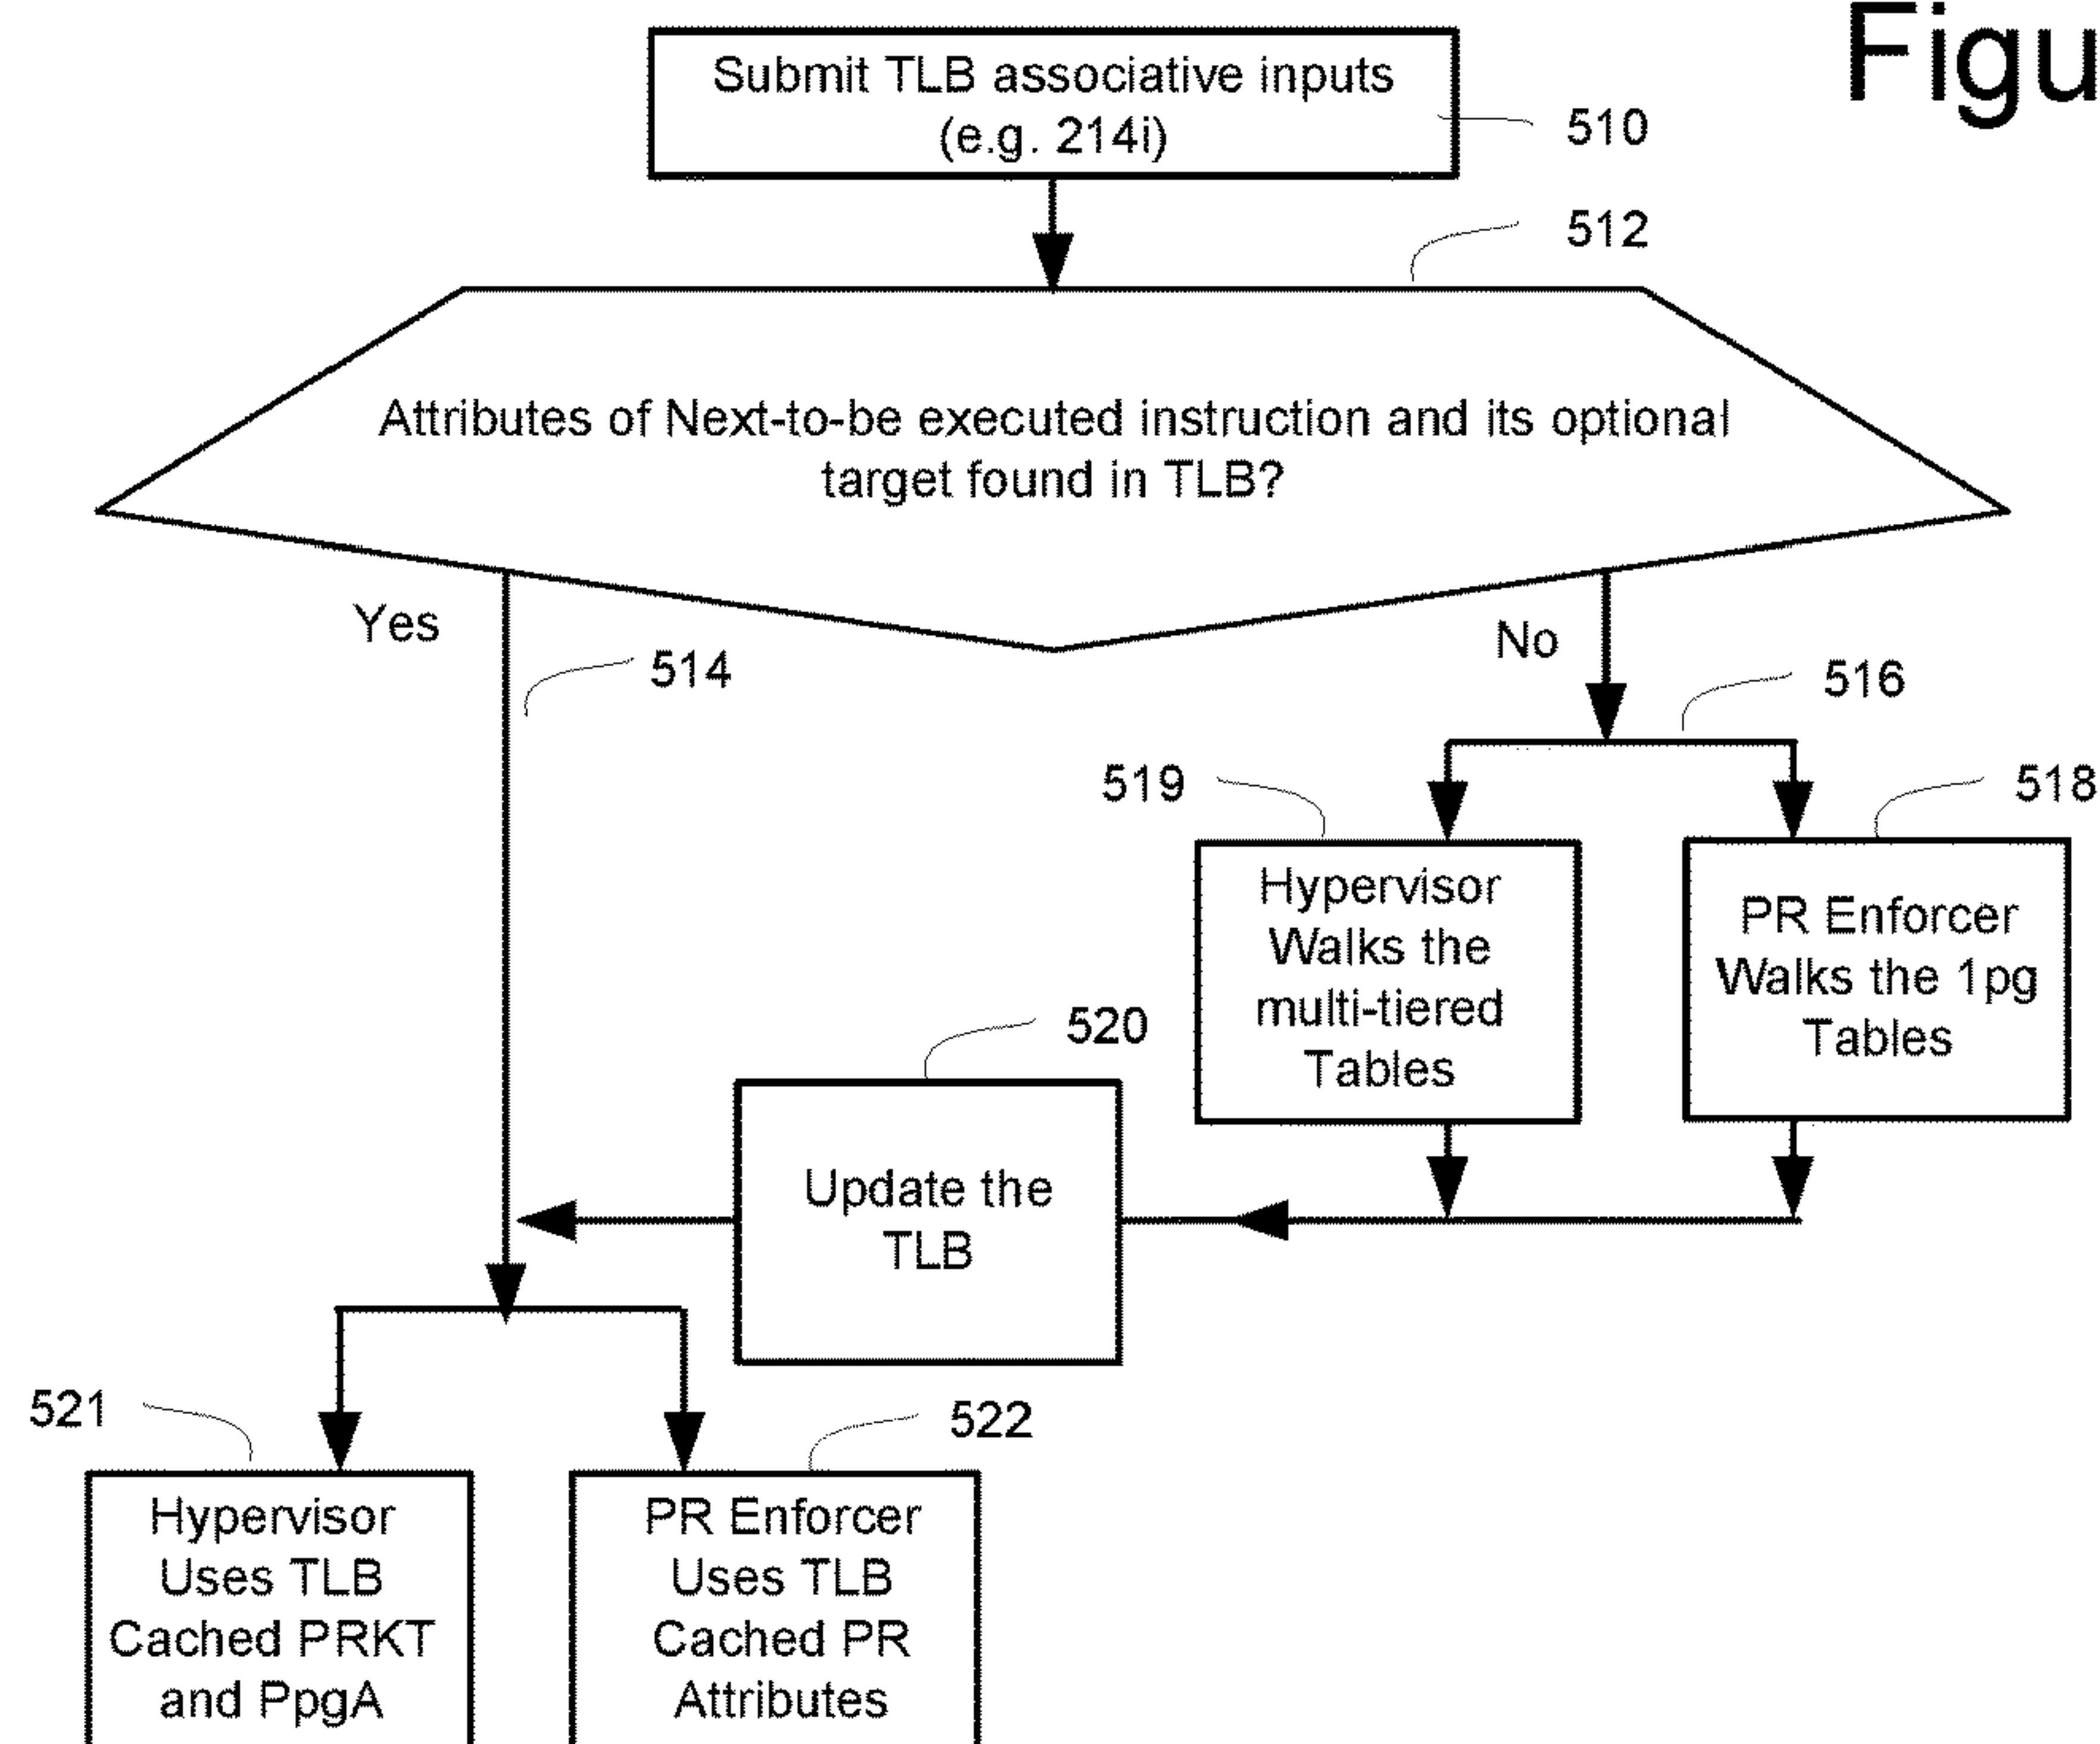 Figu
Submit TLB associative inputs
(e.g. 214i)
510
512
Attributes of Next-to-be executed instruction and its optional
target found in TLB?
Yes
No
514
516
519
518
Hypervisor
Walks the
multi-tiered
Tables
PR Enforcer
Walks the 1pg
Tables
520
Update the
TLB
521
522
Hypervisor
Uses TLB
Cached PRKT
and PpgA
PR Enforcer
Uses TLB
Cached PR
Attributes